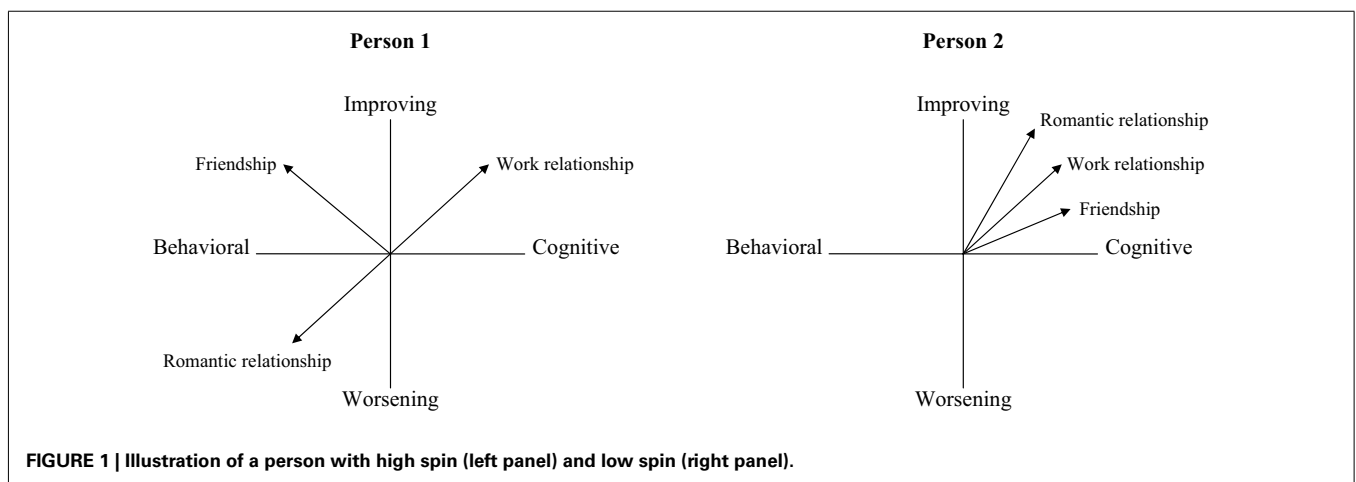 Person 1
Improving
Friendship
Work relationship
Behavioral
Cognitive
Romantic relationship
Worsening
Person 2
Improving
Romantic relationship
Work relationship
Friendship
Behavioral
Cognitive
Worsening
FIGURE 1 | Illustration of a person with high spin (left panel) and low spin (right panel).